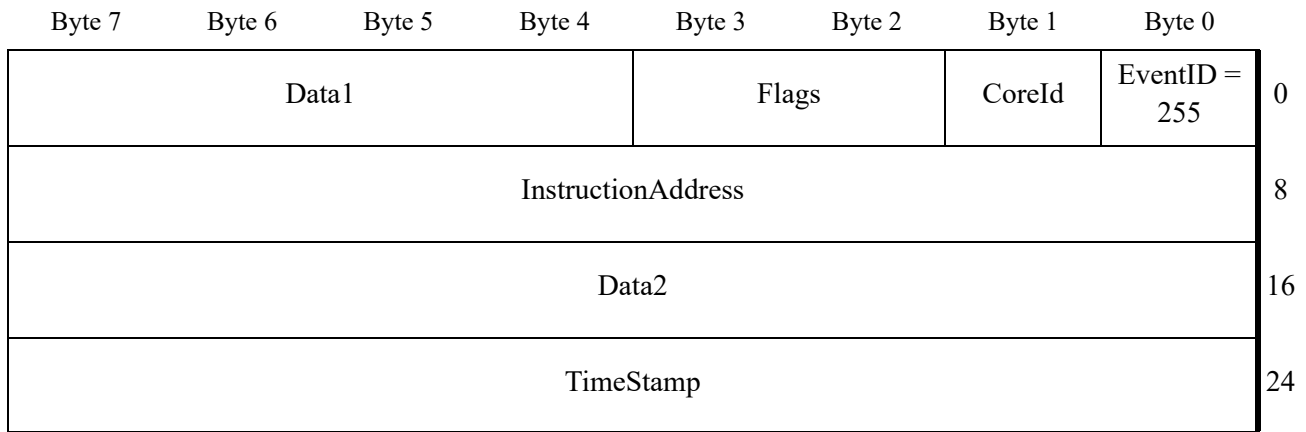 Byte 7 Byte 6 Byte 5 Byte 4 Byte 3 Byte 2 Byte 1 Byte 0
Data1 Flags CoreId EventID = 255 0
InstructionAddress 8
Data2 16
TimeStamp 24